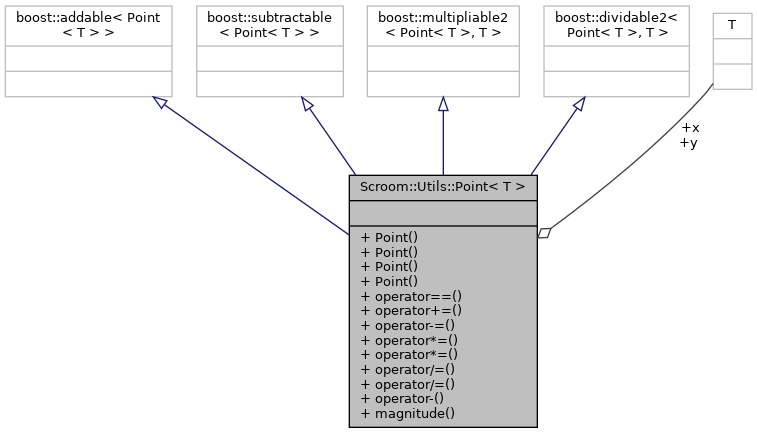 boost::addable< Point
< T > >
boost::subtractable
< Point< T > >
boost::multipliable2
< Point< T >, T >
boost::dividable2<
Point< T >, T >
T
+x
+y
Scroom::Utils::Point< T >
+ Point()
+ Point()
+ Point()
+ Point()
+ operator==()
+ operator+=()
+ operator-=()
+ operator*=()
+ operator*=()
+ operator/=()
+ operator/=()
+ operator-()
+ magnitude()